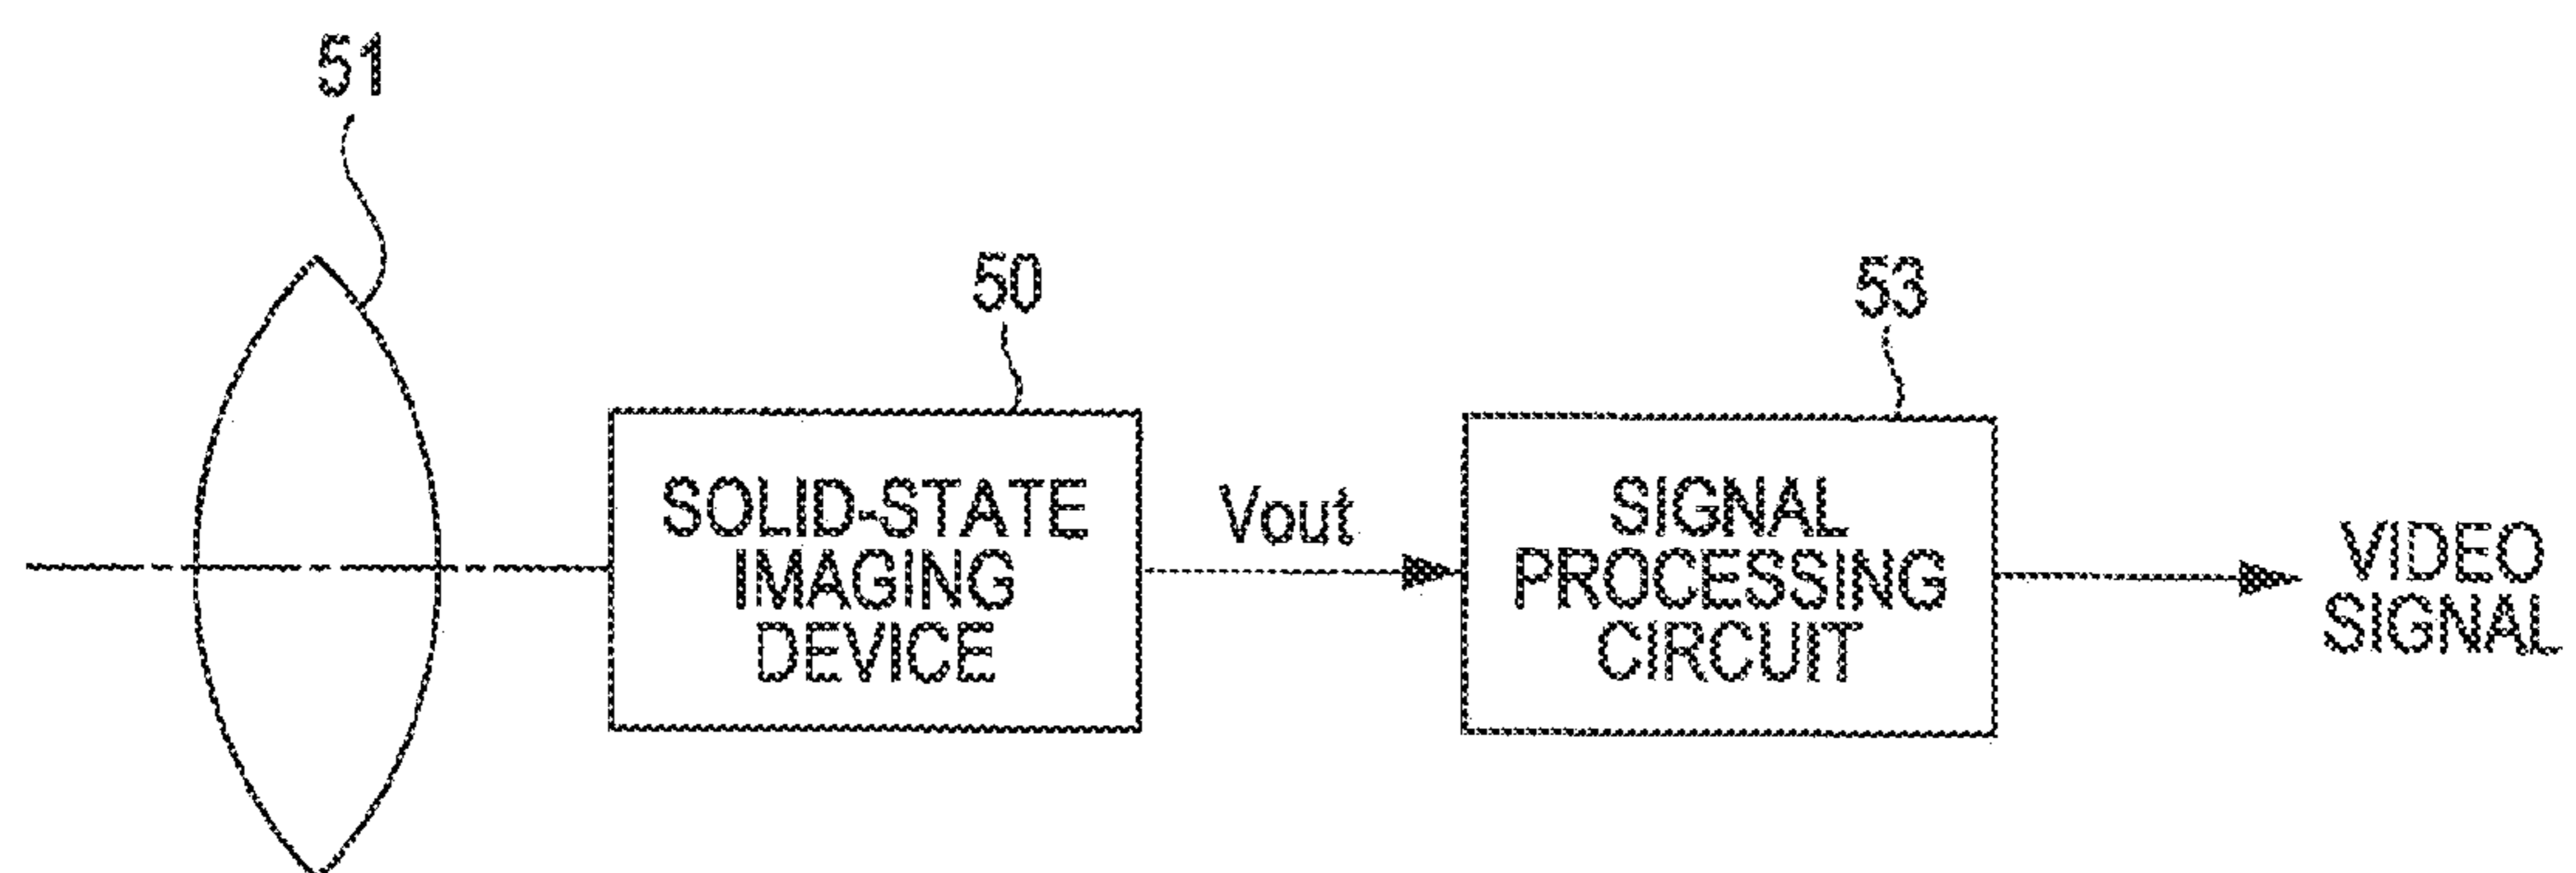 51
50
53
SOLID-STATE
IMAGING
DEVICE
Vout
SIGNAL
PROCESSING
CIRCUIT
VIDEO
SIGNAL